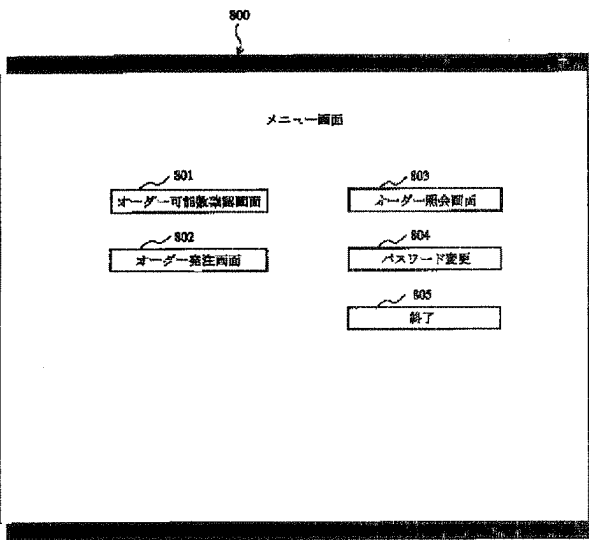 800
メニュー画面
801
オーダー可能数確認画面
802
オーダー発注画面
803
オーダー照会画面
804
パスワード変更
805
終了